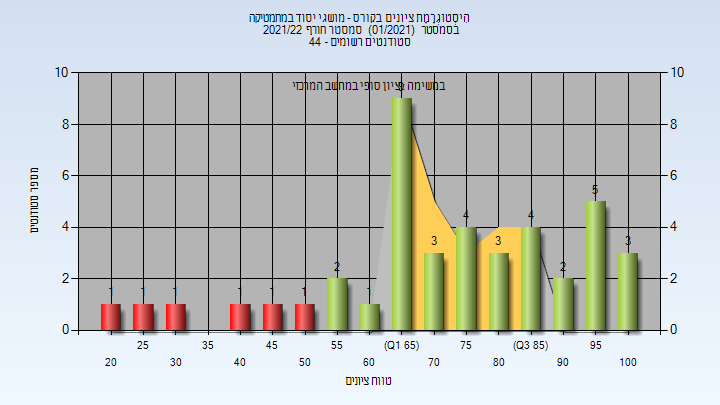 היסטוגרמת ציונים בקורס - מושגי יסוד במתמטיקה
בסמסטר (01/2021) סמסטר חורף 2021/22
סטודנטים רשומים - 44
במשימה ציון סופי במחשב המרכזי
מספר סטודנטים
10 10
8 8
6 6
4 4
2 2
0 0
1 1 1 1 1 1 2 1 9 3 4 3 4 2 5 3
25 35 45 55 (Q1 65) 75 (Q3 85) 95
20 30 40 50 60 70 80 90 100
טווח ציונים